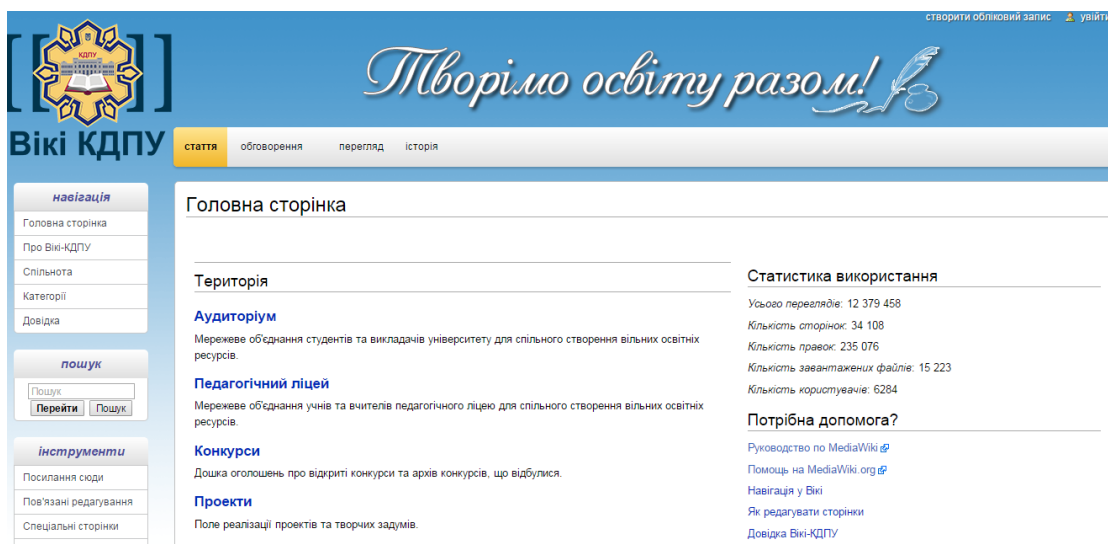 створити обліковий запис увійти
КДПУ
Творімо освіту разом!
[[ ]]
Вікі КДПУ
стаття обговорення перегляд історія
навігація
Головна сторінка
Про Вікі-КДПУ
Спільнота
Категорії
Довідка
пошук
Пошук
Перейти Пошук
інструменти
Посилання сюди
Пов'язані редагування
Спеціальні сторінки
Головна сторінка
Територія
Аудиторіум
Мережеве об'єднання студентів та викладачів університету для спільного створення вільних освітніх
ресурсів.
Педагогічний ліцей
Мережеве об'єднання учнів та вчителів педагогічного ліцею для спільного створення вільних освітніх
ресурсів.
Конкурси
Дошка оголошень про відкриті конкурси та архів конкурсів, що відбулися.
Проекти
Поле реалізації проектів та творчих задумів.
Статистика використання
Усього переглядів: 12 379 458
Кількість сторінок: 34 108
Кількість правок: 235 076
Кількість завантажених файлів: 15 223
Кількість користувачів: 6284
Потрібна допомога?
Руководство по MediaWiki
Помощь на MediaWiki.org
Навігація у Вікі
Як редагувати сторінки
Довідка Вікі-КДПУ